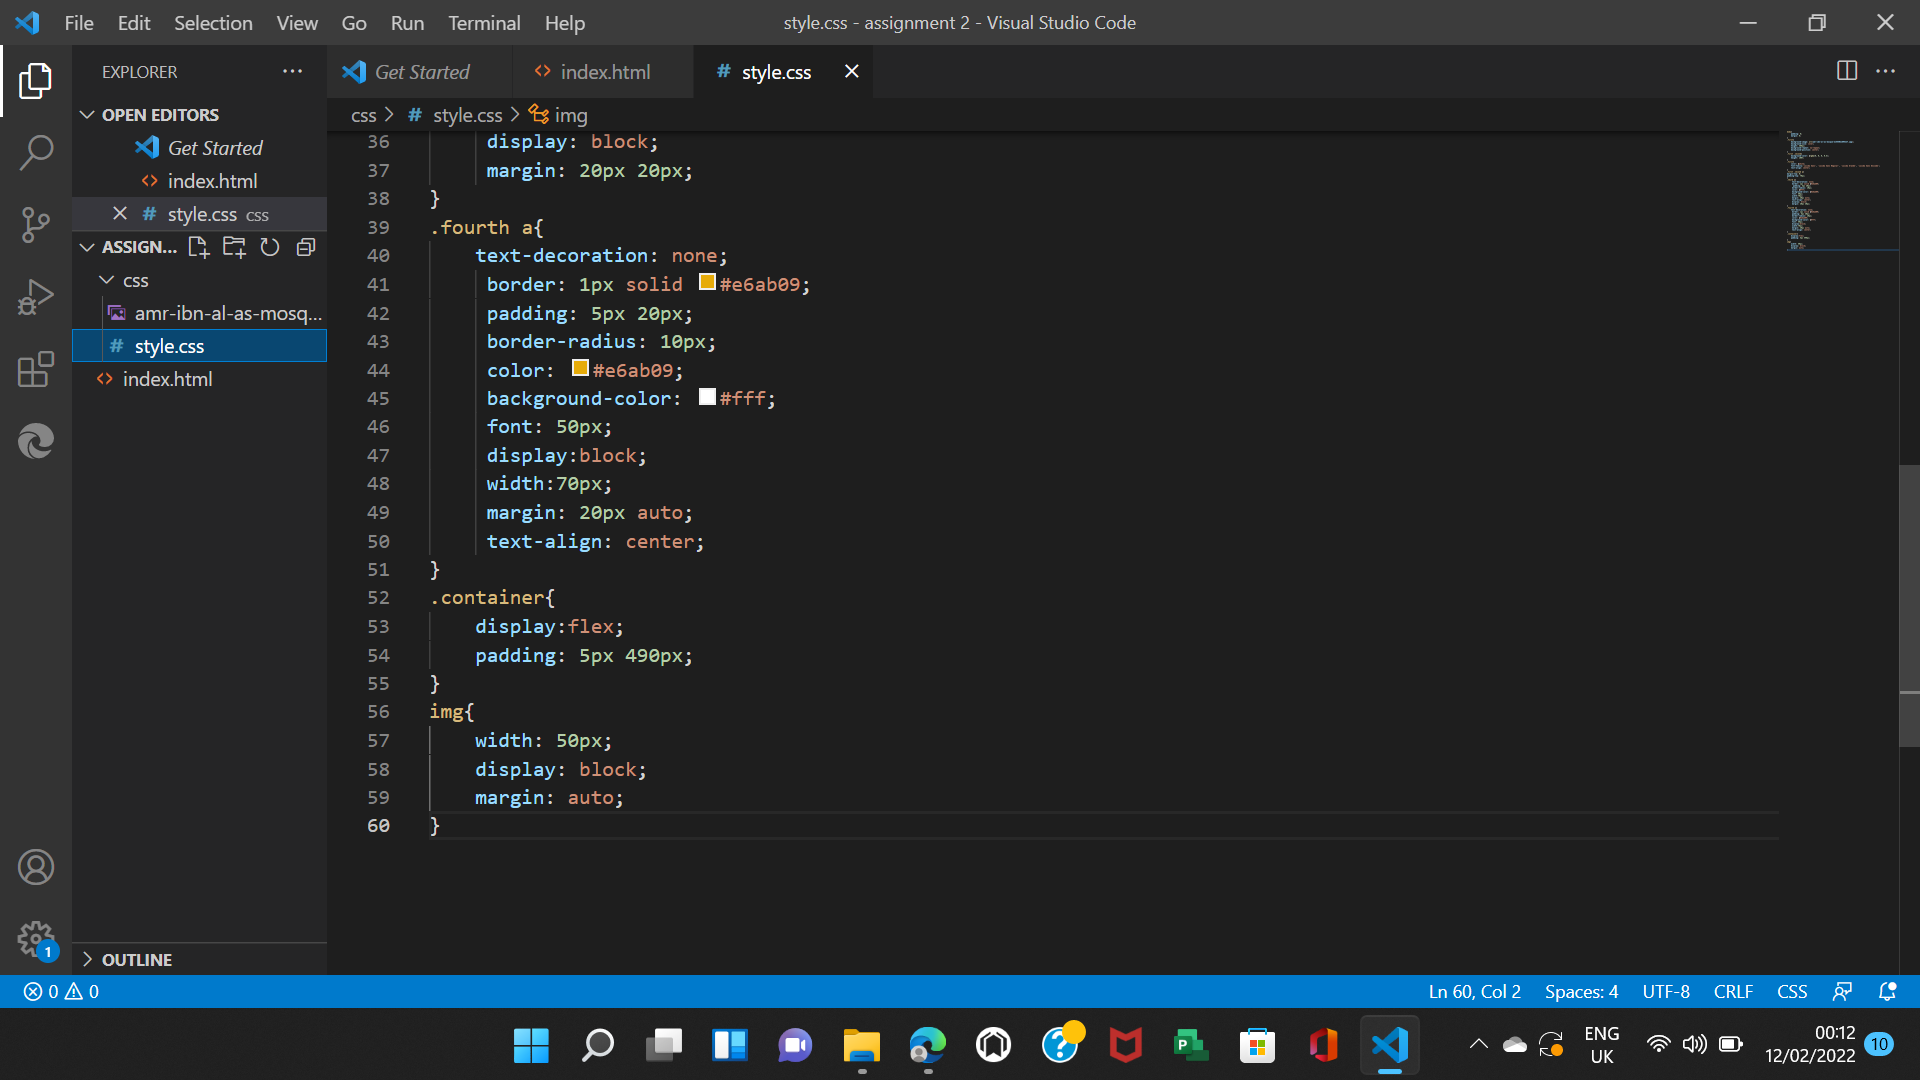 File Edit Selection View Go Run Terminal Help
style.css - assignment 2 - Visual Studio Code
EXPLORER
OPEN EDITORS
Get Started
index.html
style.css css
ASSIGN...
css
amr-ibn-al-as-mosq...
style.css
index.html
OUTLINE
Get Started
index.html
# style.css
css > # style.css > img
36 display: block;
37 margin: 20px 20px;
38 }
39 .fourth a{
40 text-decoration: none;
41 border: 1px solid #e6ab09;
42 padding: 5px 20px;
43 border-radius: 10px;
44 color: #e6ab09;
45 background-color: #fff;
46 font: 50px;
47 display:block;
48 width:70px;
49 margin: 20px auto;
50 text-align: center;
51 }
52 .container{
53 display:flex;
54 padding: 5px 490px;
55 }
56 img{
57 width: 50px;
58 display: block;
59 margin: auto;
60 }
1
0 0
Ln 60, Col 2 Spaces: 4 UTF-8 CRLF CSS
ENG
UK
00:12
12/02/2022
10